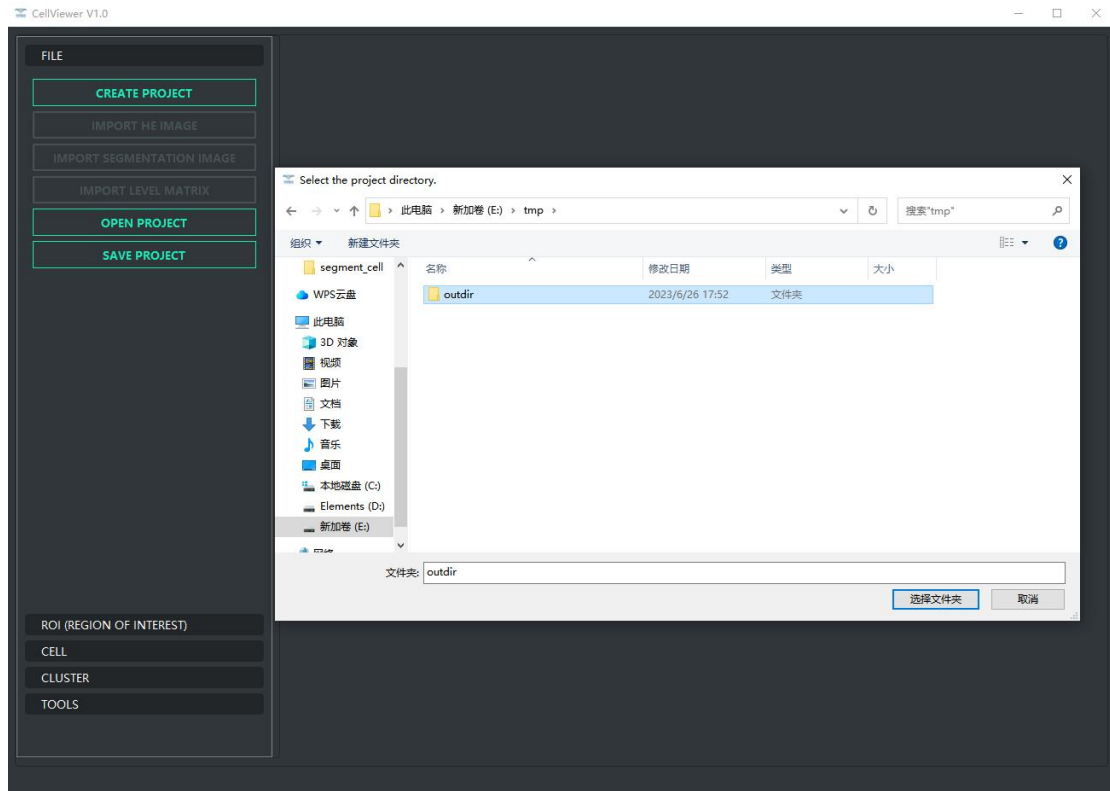 CellViewer V1.0
FILE
CREATE PROJECT
IMPORT HE IMAGE
IMPORT SEGMENTATION IMAGE
IMPORT LEVEL MATRIX
OPEN PROJECT
SAVE PROJECT
ROI (REGION OF INTEREST)
CELL
CLUSTER
TOOLS
Select the project directory.
此电脑 › 新加卷 (E:) › tmp ›
搜索"tmp"
组织
新建文件夹
segment_cell
WPS云盘
此电脑
3D 对象
视频
图片
文档
下载
音乐
桌面
本地磁盘 (C:)
Elements (D:)
新加卷 (E:)
名称 修改日期 类型 大小
outdir 2023/6/26 17:52 文件夹
文件夹: outdir
选择文件夹 取消